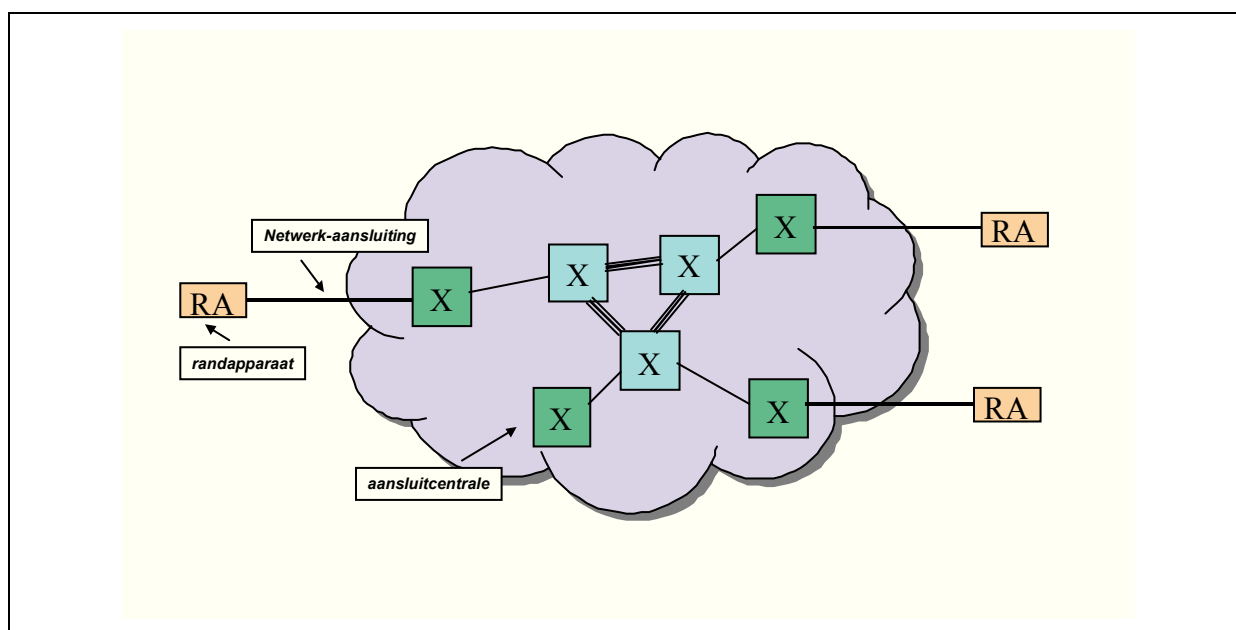 X
RA
Netwerk-aansluiting
X
X
RA
X
randapparaat
X
RA
X
X
aansluitcentrale